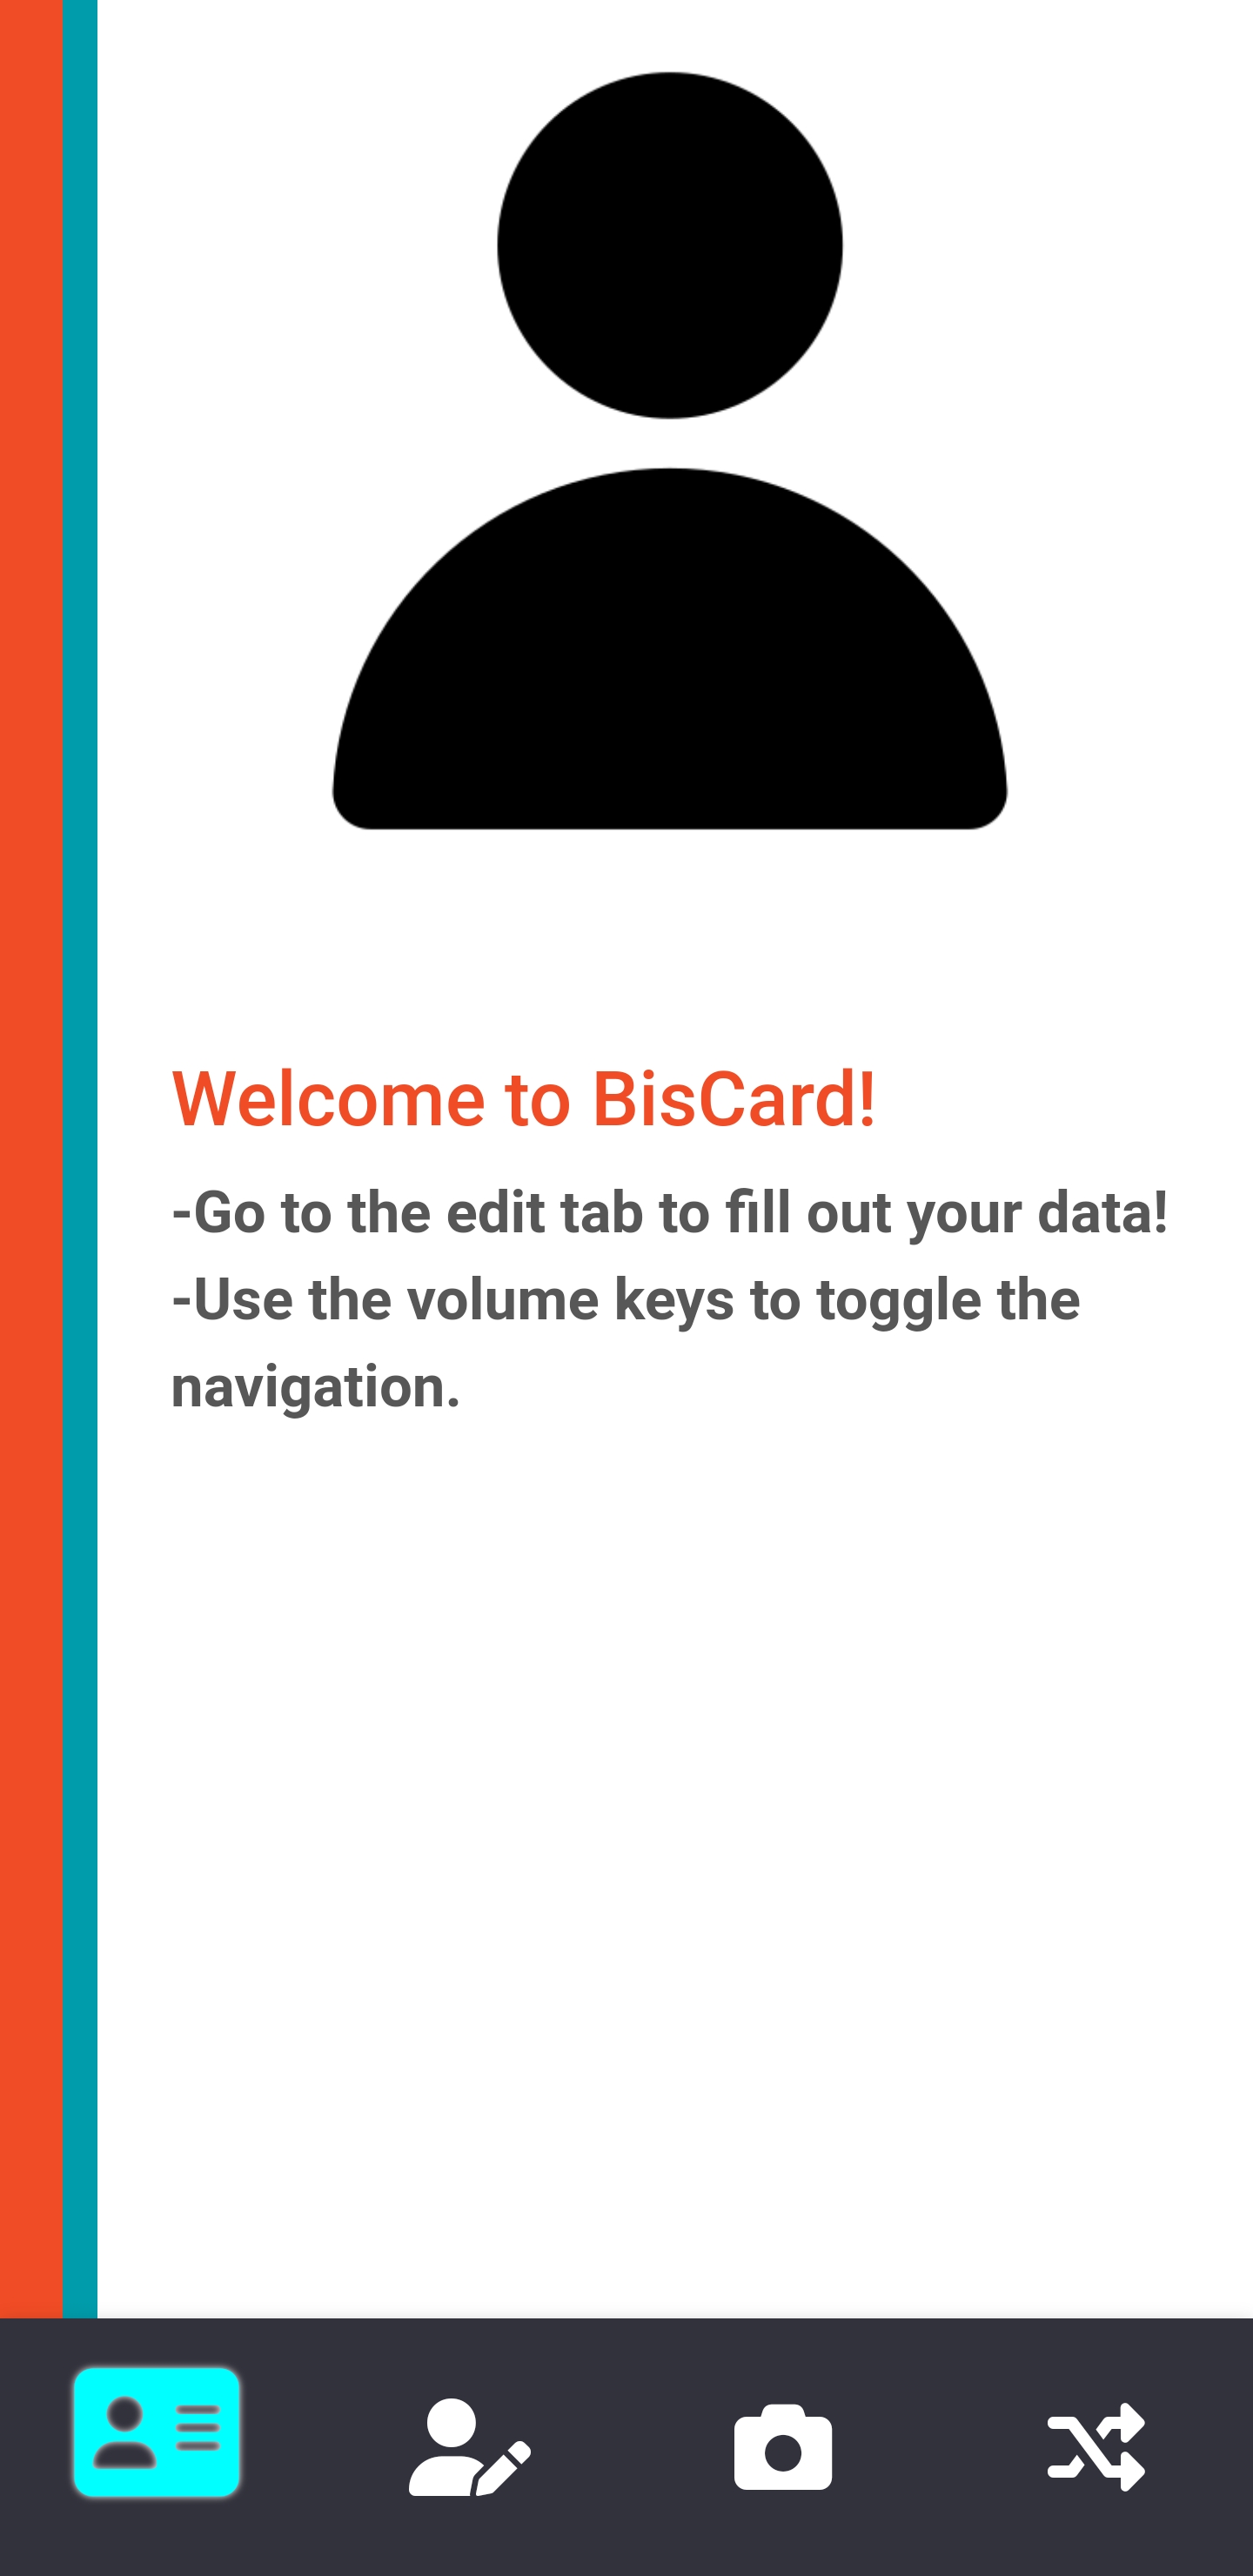 Welcome to BisCard!
-Go to the edit tab to fill out your data!
-Use the volume keys to toggle the
navigation.